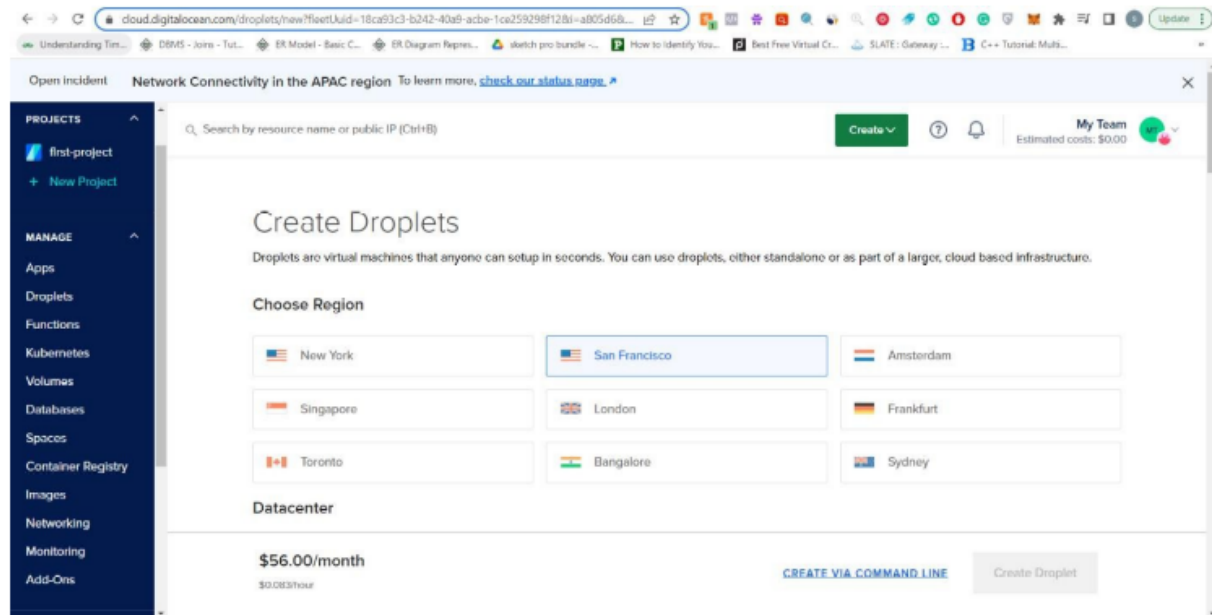 cloud.digitalocean.com/droplets/new?fleetUuid=18ca93c3-b242-40a9-acbe-1ce259298f12&i=a805d6&...
Update
Understanding Tim...
DBMS - Joins - Tut...
ER Model - Basic C...
ER Diagram Repres...
sketch pro bundle -...
How to Identify You...
Best Free Virtual Cr...
SLATE : Gateway :...
C++ Tutorial: Multi...
Open incident
Network Connectivity in the APAC region To learn more, check our status page
PROJECTS
first-project
+ New Project
MANAGE
Apps
Droplets
Functions
Kubernetes
Volumes
Databases
Spaces
Container Registry
Images
Networking
Monitoring
Add-Ons
Search by resource name or public IP (Ctrl+B)
Create
My Team
Estimated costs: $0.00
MT
Create Droplets
Droplets are virtual machines that anyone can setup in seconds. You can use droplets, either standalone or as part of a larger, cloud based infrastructure.
Choose Region
New York
San Francisco
Amsterdam
Singapore
London
Frankfurt
Toronto
Bangalore
Sydney
Datacenter
$56.00/month
$0.083/hour
CREATE VIA COMMAND LINE
Create Droplet